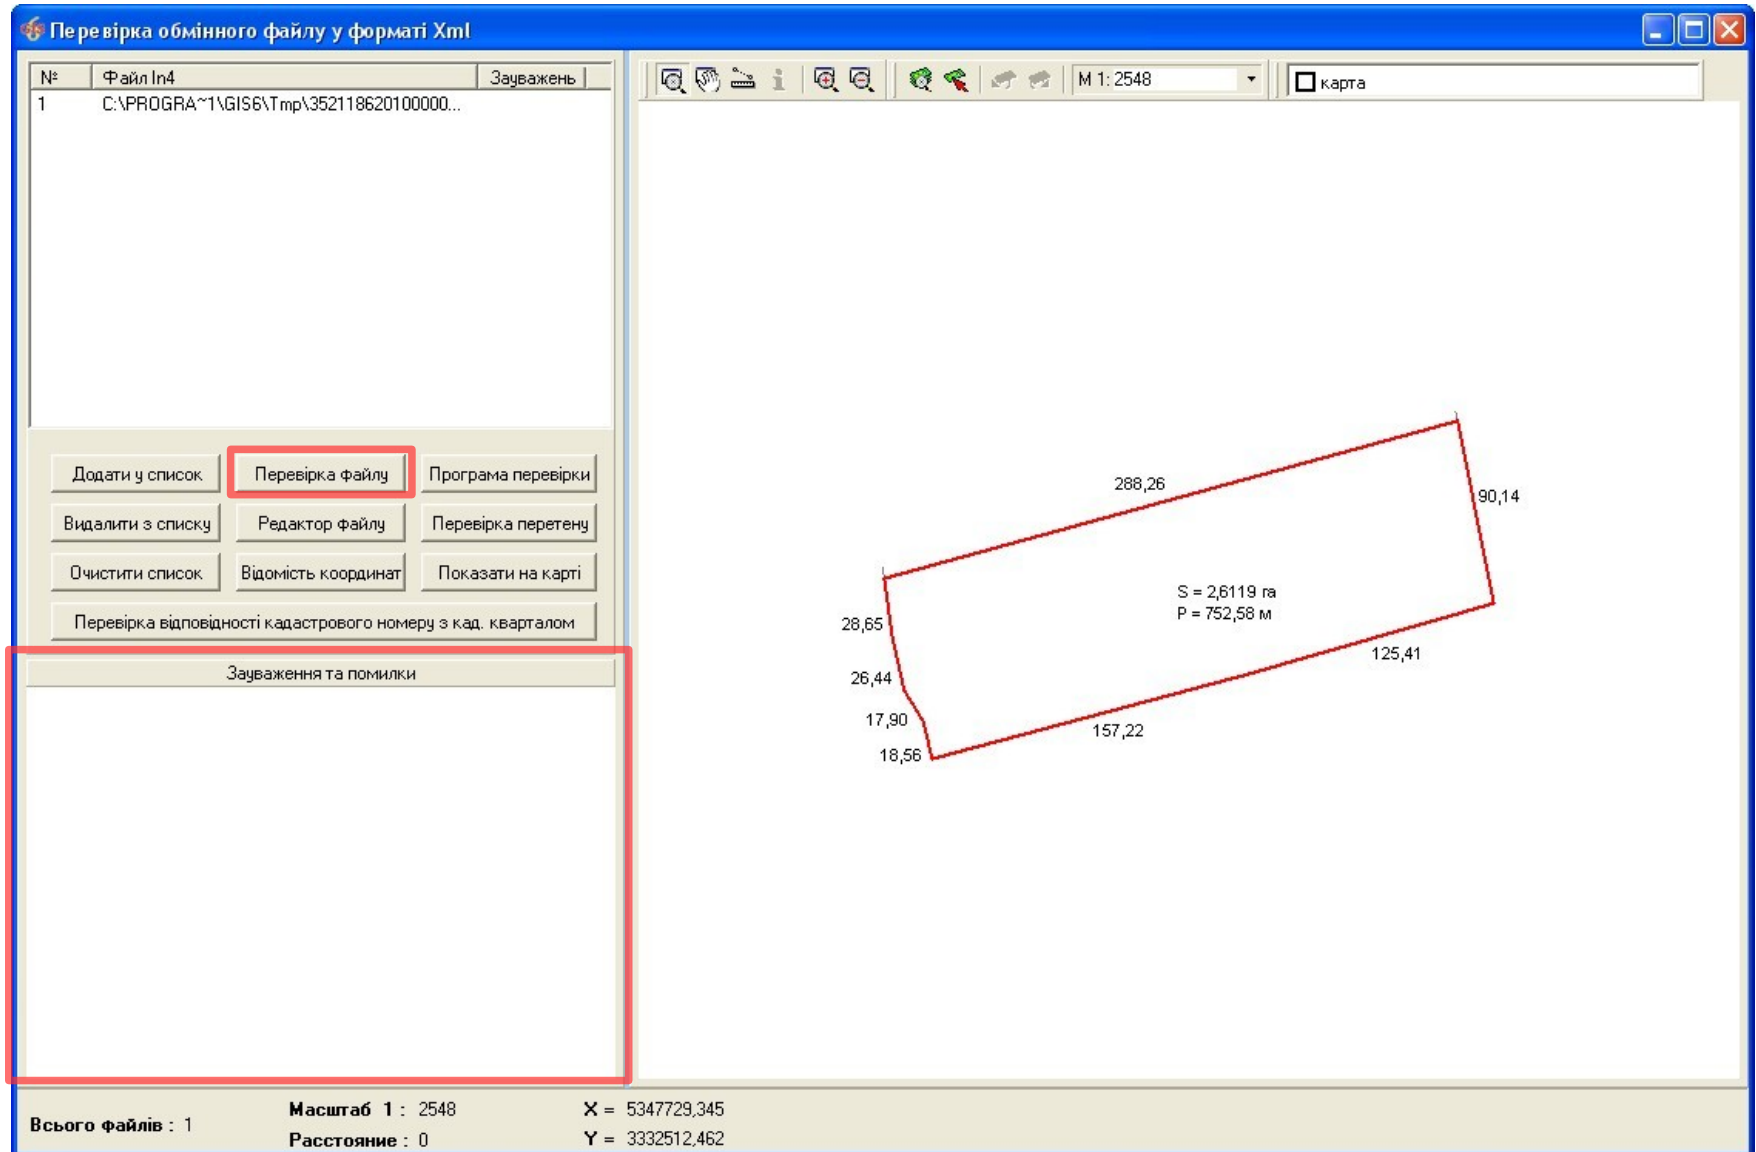 Перевірка обмінного файлу у форматі Xml
№ Файл In4 Зауважень
1 C:\PROGRA~1\GIS6\Tmp\352118620100000...
M 1: 2548
карта
Додати у список Перевірка файлу Програма перевірки
Видалити з списку Редактор файлу Перевірка перетену
Очистити список Відомість координат Показати на карті
Перевірка відповідності кадастрового номеру з кад. кварталом
Зауваження та помилки
288,26
90,14
S = 2,6119 га
P = 752,58 м
28,65
125,41
26,44
17,90
157,22
18,56
Всього файлів : 1
Масштаб 1 : 2548
Расстояние : 0
X = 5347729,345
Y = 3332512,462